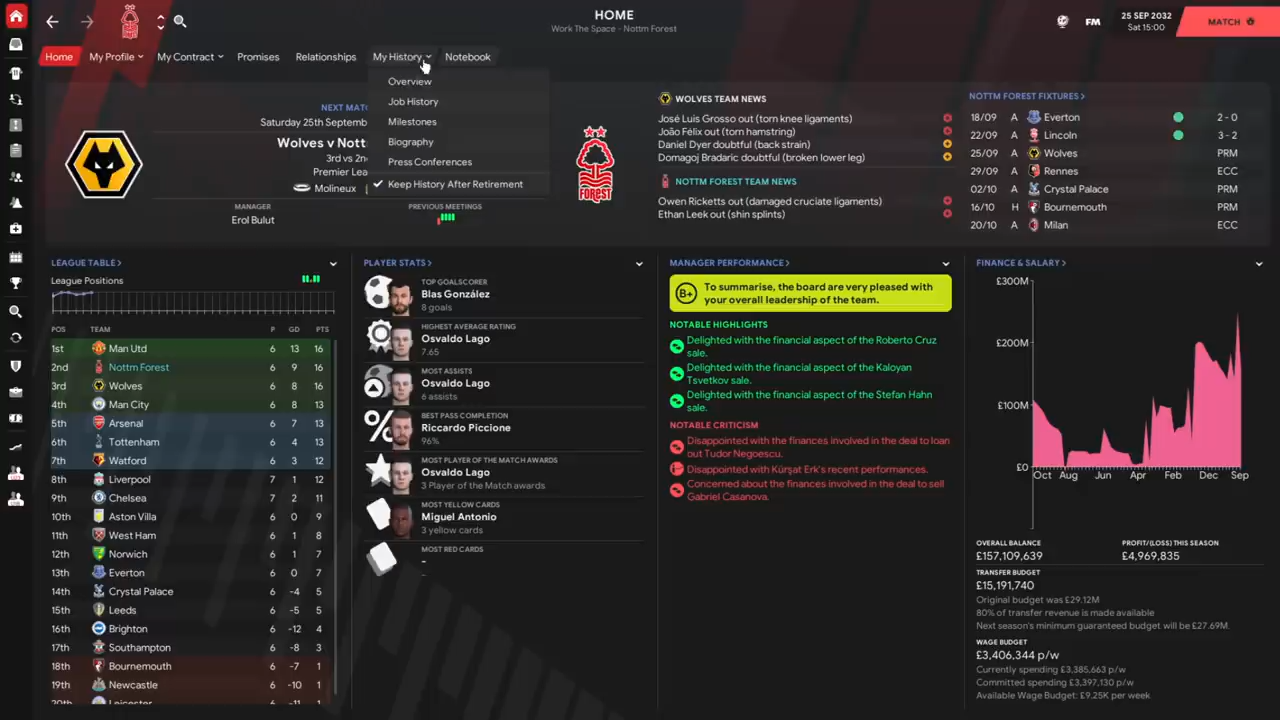 HOME
Work The Space - Nottm Forest
FM
25 SEP 2032
Sat 15:00
MATCH
Home
My Profile
My Contract
Promises
Relationships
My History
Notebook
Overview
Job History
Milestones
Biography
Press Conferences
Keep History After Retirement
NEXT MATC
Saturday 25th Septemb
Wolves v Nott
3rd vs 2n
Premier Lea
Molineux
MANAGER
Erol Bulut
PREVIOUS MEETINGS
FOREST
WOLVES TEAM NEWS
José Luis Grosso out (torn knee ligaments)
João Félix out (torn hamstring)
Daniel Dyer doubtful (back strain)
Domagoj Bradaric doubtful (broken lower leg)
NOTTM FOREST TEAM NEWS
Owen Ricketts out (damaged cruciate ligaments)
Ethan Leek out (shin splints)
NOTTM FOREST FIXTURES >
18/09 A Everton 2 - 0
22/09 A Lincoln 3 - 2
25/09 A Wolves PRM
29/09 A Rennes ECC
02/10 A Crystal Palace PRM
16/10 H Bournemouth PRM
20/10 A Milan ECC
LEAGUE TABLE >
League Positions
POS TEAM P GD PTS
1st Man Utd 6 13 16
2nd Nottm Forest 6 9 16
3rd Wolves 6 8 16
4th Man City 6 8 13
5th Arsenal 6 7 13
6th Tottenham 6 4 13
7th Watford 6 3 12
8th Liverpool 7 1 12
9th Chelsea 7 2 11
10th Aston Villa 6 0 9
11th West Ham 6 1 8
12th Norwich 6 1 7
13th Everton 6 0 7
14th Crystal Palace 6 -4 5
15th Leeds 6 -5 5
16th Brighton 6 -12 4
17th Southampton 6 -8 3
18th Bournemouth 6 -7 1
19th Newcastle 6 -10 1
20th Leicester 6 -11 1
PLAYER STATS >
TOP GOALSCORER
Blas González
8 goals
HIGHEST AVERAGE RATING
Osvaldo Lago
7.65
MOST ASSISTS
Osvaldo Lago
6 assists
BEST PASS COMPLETION
Riccardo Piccione
96%
MOST PLAYER OF THE MATCH AWARDS
Osvaldo Lago
3 Player of the Match awards
MOST YELLOW CARDS
Miguel Antonio
3 yellow cards
MOST RED CARDS
-
-
MANAGER PERFORMANCE >
B+
To summarise, the board are very pleased with
your overall leadership of the team.
NOTABLE HIGHLIGHTS
Delighted with the financial aspect of the Roberto Cruz
sale.
Delighted with the financial aspect of the Kaloyan
Tsvetkov sale.
Delighted with the financial aspect of the Stefan Hahn
sale.
NOTABLE CRITICISM
Disappointed with the finances involved in the deal to loan
out Tudor Negoescu.
Disappointed with Kürşat Erk's recent performances.
Concerned about the finances involved in the deal to sell
Gabriel Casanova.
FINANCE & SALARY >
£300M
£200M
£100M
£0
Oct Aug Jun Apr Feb Dec Sep
OVERALL BALANCE
£157,109,639
PROFIT/(LOSS) THIS SEASON
£4,969,835
TRANSFER BUDGET
£15,191,740
Original budget was £29.12M
80% of transfer revenue is made available
Next season's minimum guaranteed budget will be £27.69M.
WAGE BUDGET
£3,406,344 p/w
Currently spending £3,385,663 p/w
Committed spending £3,397,130 p/w
Available Wage Budget: £9.25K per week